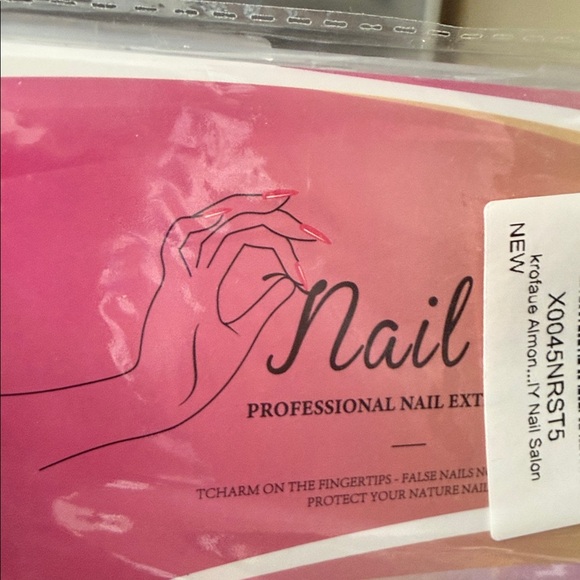 Nail
PROFESSIONAL NAIL EXT
TCHARM ON THE FINGERTIPS - FALSE NAILS N
PROTECT YOUR NATURE NAIL
X0045NRST5
krofaue Almon...IY Nail Salon
NEW